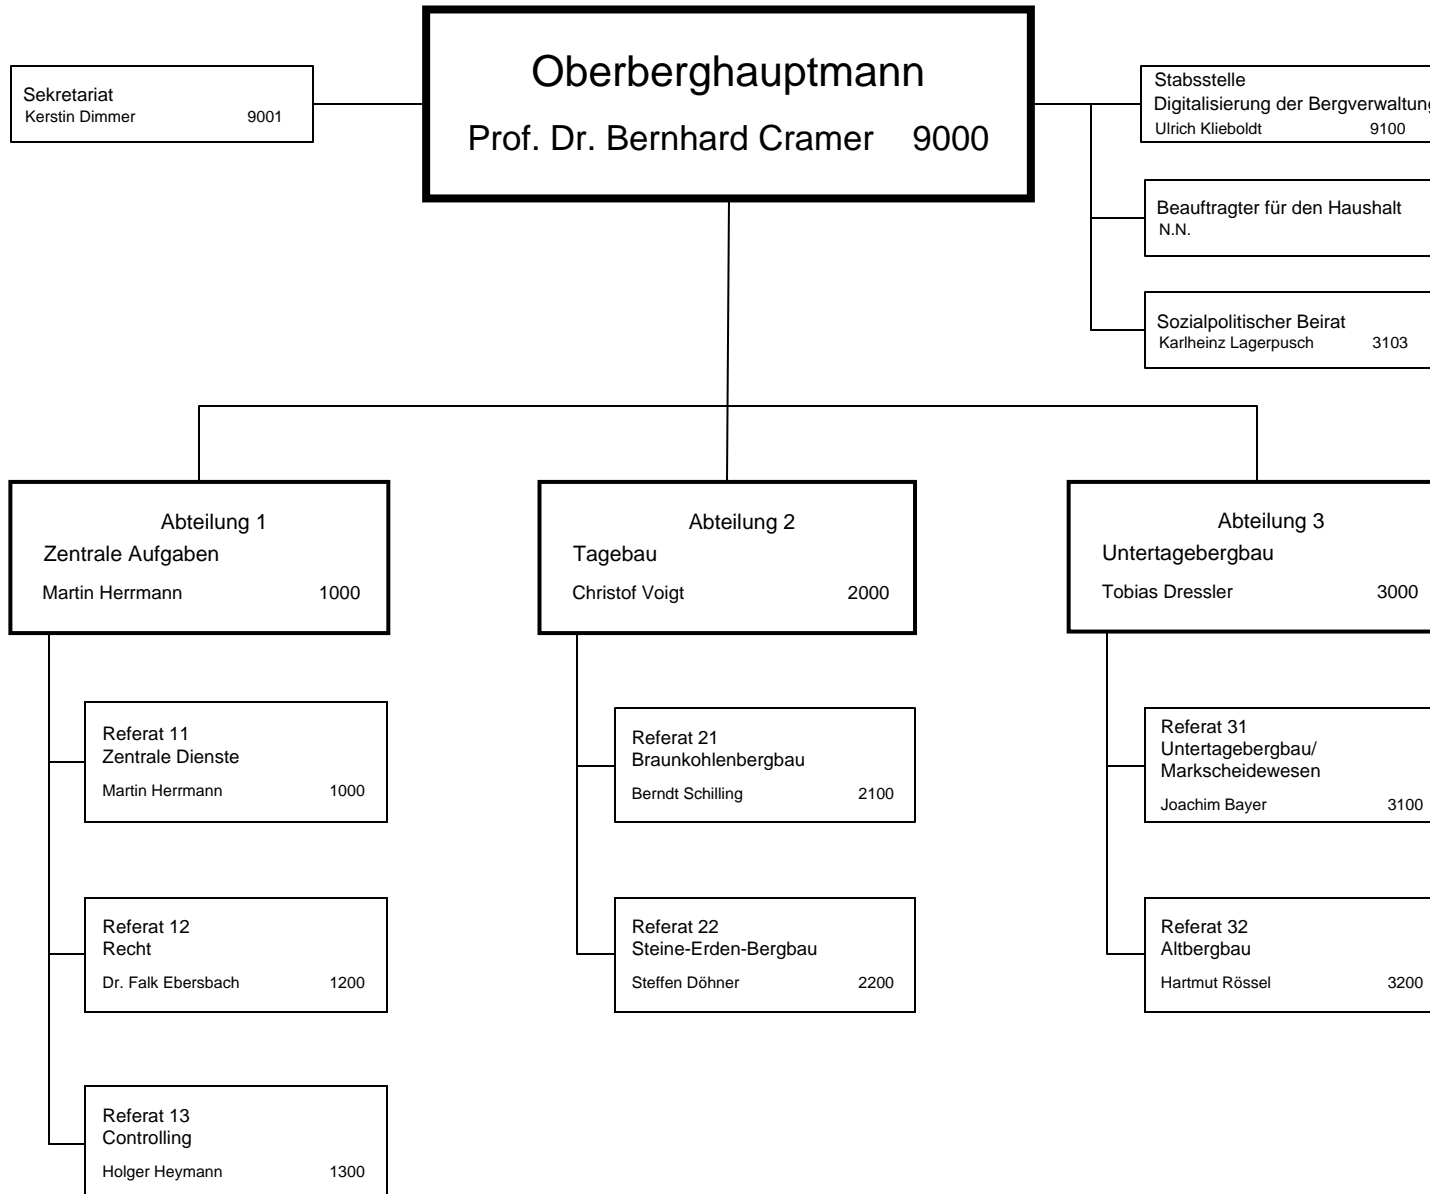 Oberberghauptmann
Prof. Dr. Bernhard Cramer 9000
Sekretariat
Kerstin Dimmer 9001
Stabsstelle
Digitalisierung der Bergverwaltung
Ulrich Klieboldt 9100
Beauftragter für den Haushalt
N.N.
Sozialpolitischer Beirat
Karlheinz Lagerpusch 3103
Abteilung 1
Zentrale Aufgaben
Martin Herrmann 1000
Referat 11
Zentrale Dienste
Martin Herrmann 1000
Referat 12
Recht
Dr. Falk Ebersbach 1200
Referat 13
Controlling
Holger Heymann 1300
Abteilung 2
Tagebau
Christof Voigt 2000
Referat 21
Braunkohlenbergbau
Berndt Schilling 2100
Referat 22
Steine-Erden-Bergbau
Steffen Döhner 2200
Abteilung 3
Untertagebergbau
Tobias Dressler 3000
Referat 31
Untertagebergbau/
Markscheidewesen
Joachim Bayer 3100
Referat 32
Altbergbau
Hartmut Rössel 3200